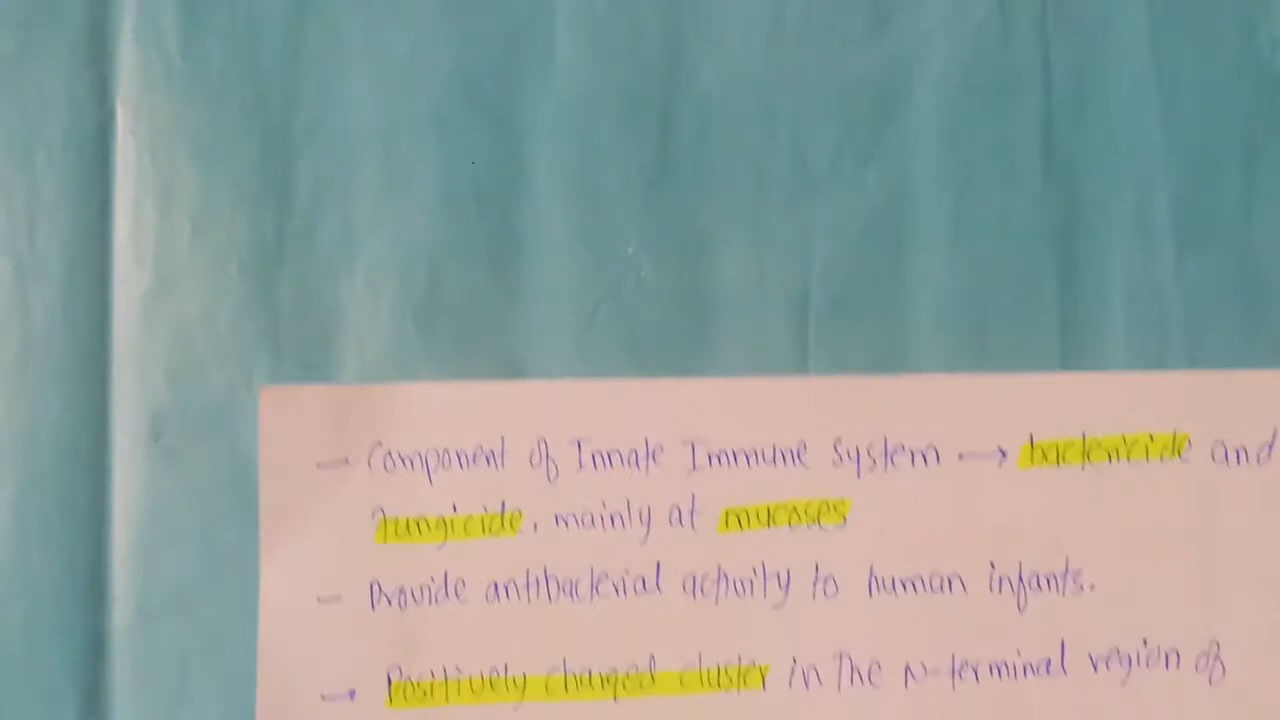 — Component of Innate Immune System → bactericide and
fungicide, mainly at mucoses
— Provide antibacterial activity to human infants.
→ Positively charged cluster in the N-terminal region of